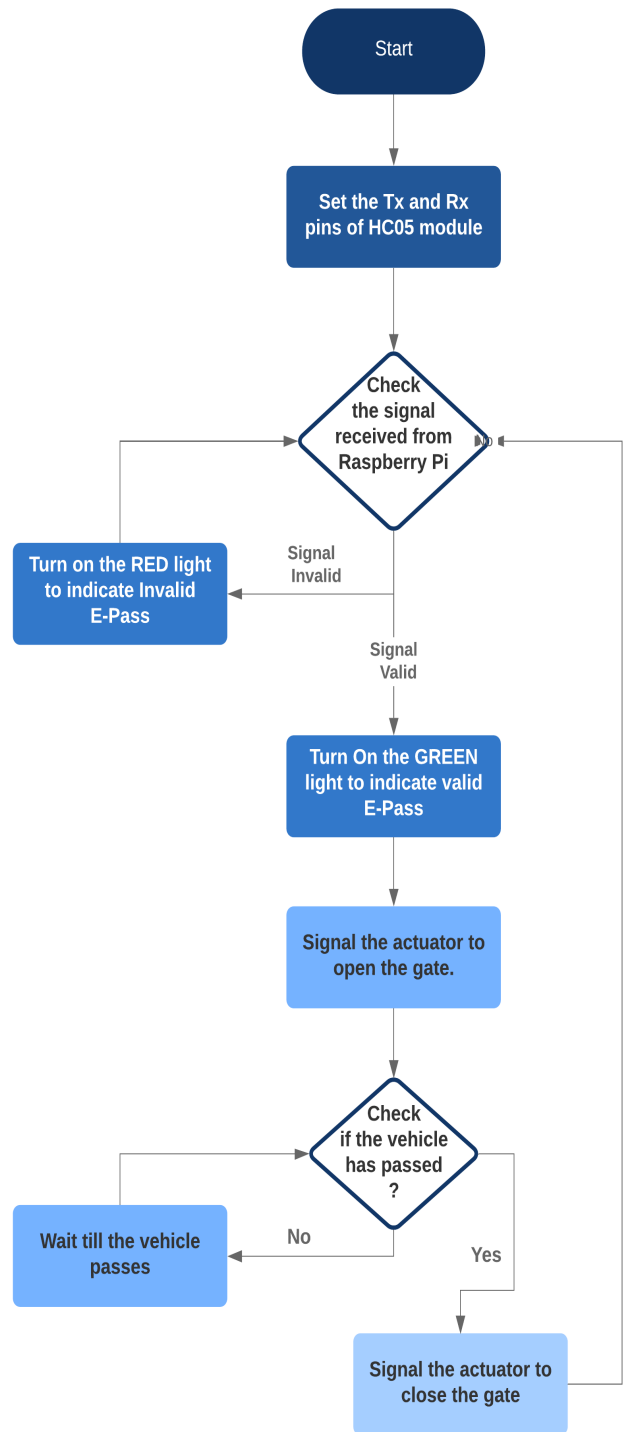 Start
Set the Tx and Rx
pins of HC05 module
Check
the signal
received from
Raspberry Pi
No
Turn on the RED light
to indicate Invalid
E-Pass
Signal
Invalid
Signal
Valid
Turn On the GREEN
light to indicate valid
E-Pass
Signal the actuator to
open the gate.
Check
if the vehicle
has passed
?
Wait till the vehicle
passes
No
Yes
Signal the actuator to
close the gate